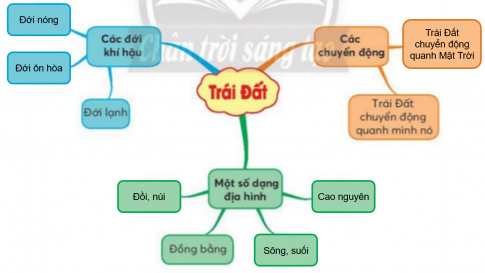 Đới nóng
Đới ôn hòa
Đới lạnh
Các đới
khí hậu
Chân trời sáng tạo
Trái Đất
Các
chuyển động
Trái Đất
chuyển động
quanh Mặt Trời
Trái Đất
chuyển động
quanh mình nó
Một số dạng
địa hình
Đồi, núi
Cao nguyên
Đồng bằng
Sông, suối